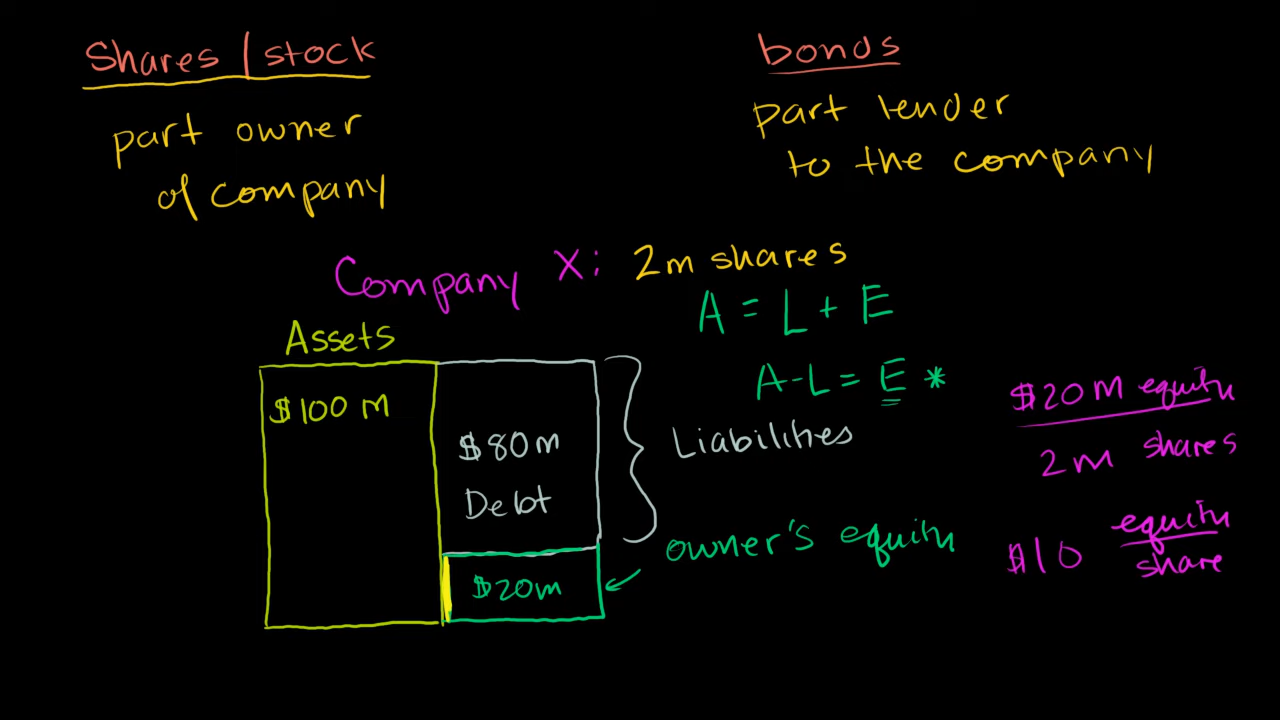 Shares / stock
part owner
of company
bonds
part lender
to the company
Company X: 2m shares
A = L + E
A - L = E *
Assets
$100 M
$80m
Debt
Liabilities
$20m
owner's equity
$20 M equity
2m shares
$10 equity
share